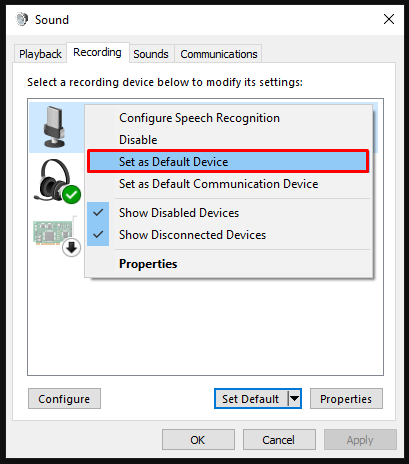 Sound
Playback Recording Sounds Communications
Select a recording device below to modify its settings:
Configure Speech Recognition
Disable
Set as Default Device
Set as Default Communication Device
Show Disabled Devices
Show Disconnected Devices
Properties
Configure Set Default Properties
OK Cancel Apply